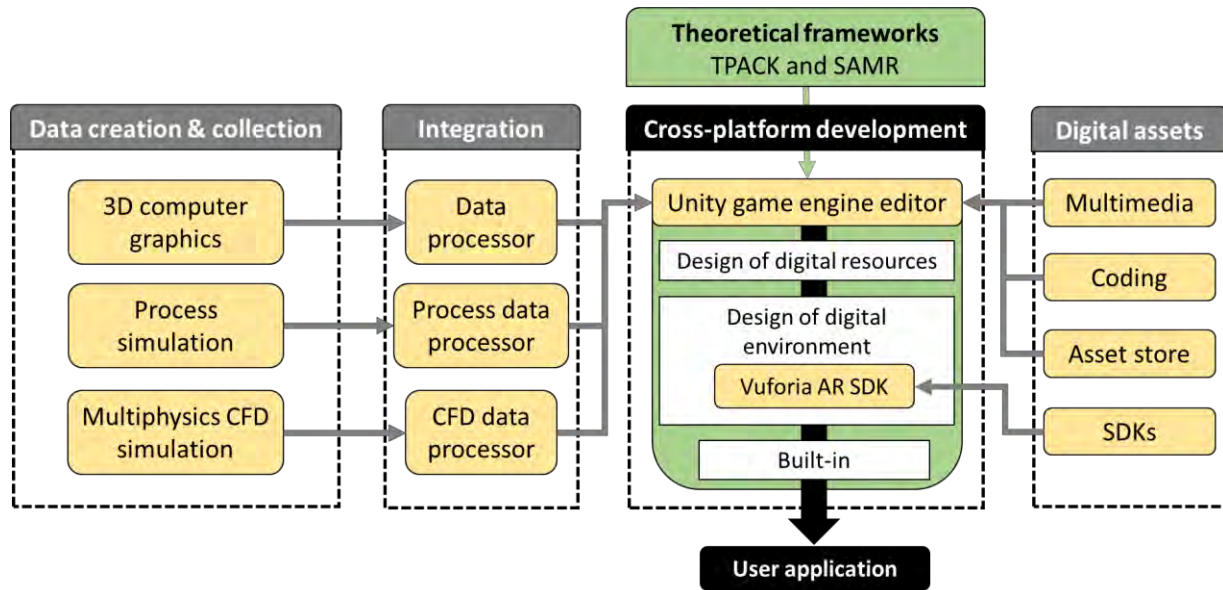 Theoretical frameworks
TPACK and SAMR
Data creation & collection
Integration
Cross-platform development
Digital assets
3D computer
graphics
Data
processor
Unity game engine editor
Multimedia
Design of digital resources
Coding
Process
simulation
Process data
processor
Design of digital
environment
Asset store
Vuforia AR SDK
Multiphysics CFD
simulation
CFD data
processor
SDKs
Built-in
User application